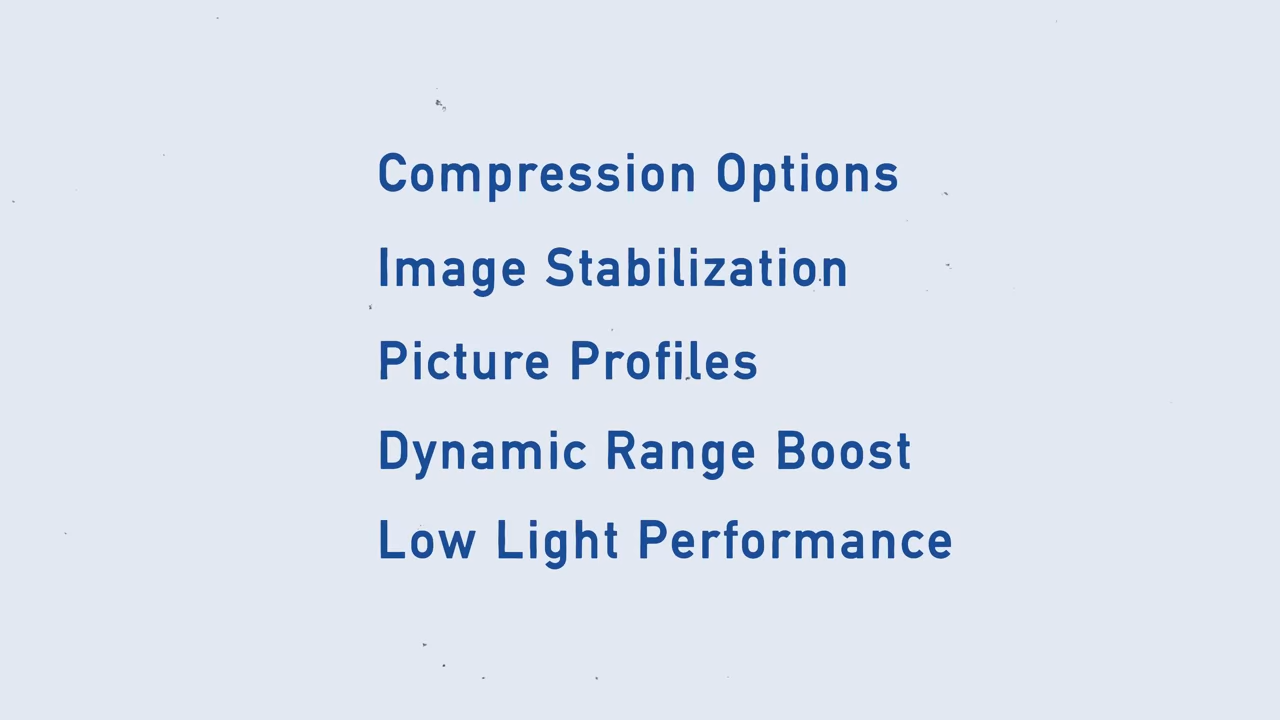 Compression Options
Image Stabilization
Picture Profiles
Dynamic Range Boost
Low Light Performance